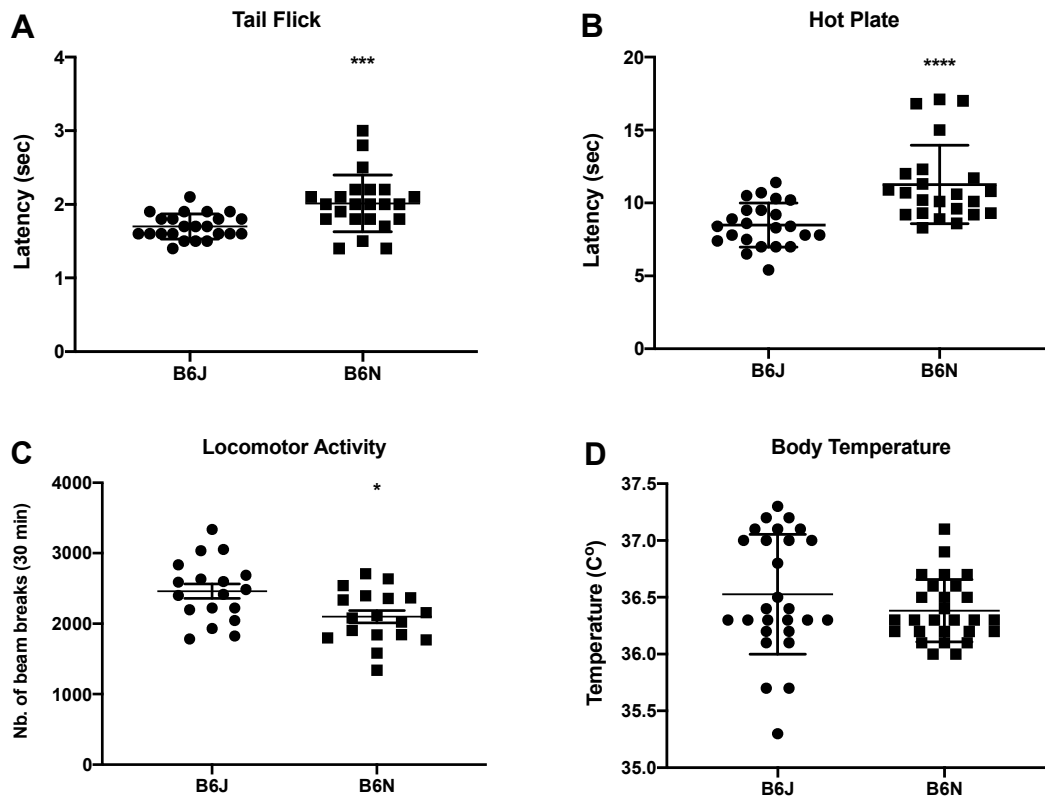 A
Tail Flick
***
Latency (sec)
4
3
2
1
0
B6J
B6N
B
Hot Plate
****
Latency (sec)
20
15
10
5
0
B6J
B6N
C
Locomotor Activity
*
Nb. of beam breaks (30 min)
4000
3000
2000
1000
0
B6J
B6N
D
Body Temperature
Temperature (Cº)
37.5
37.0
36.5
36.0
35.5
35.0
B6J
B6N